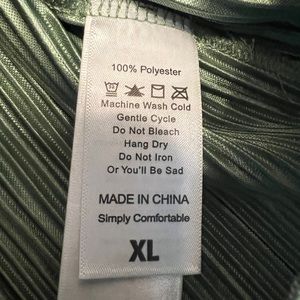 100% Polyester
Machine Wash Cold
Gentle Cycle
Do Not Bleach
Hang Dry
Do Not Iron
Or You'll Be Sad
MADE IN CHINA
Simply Comfortable
XL